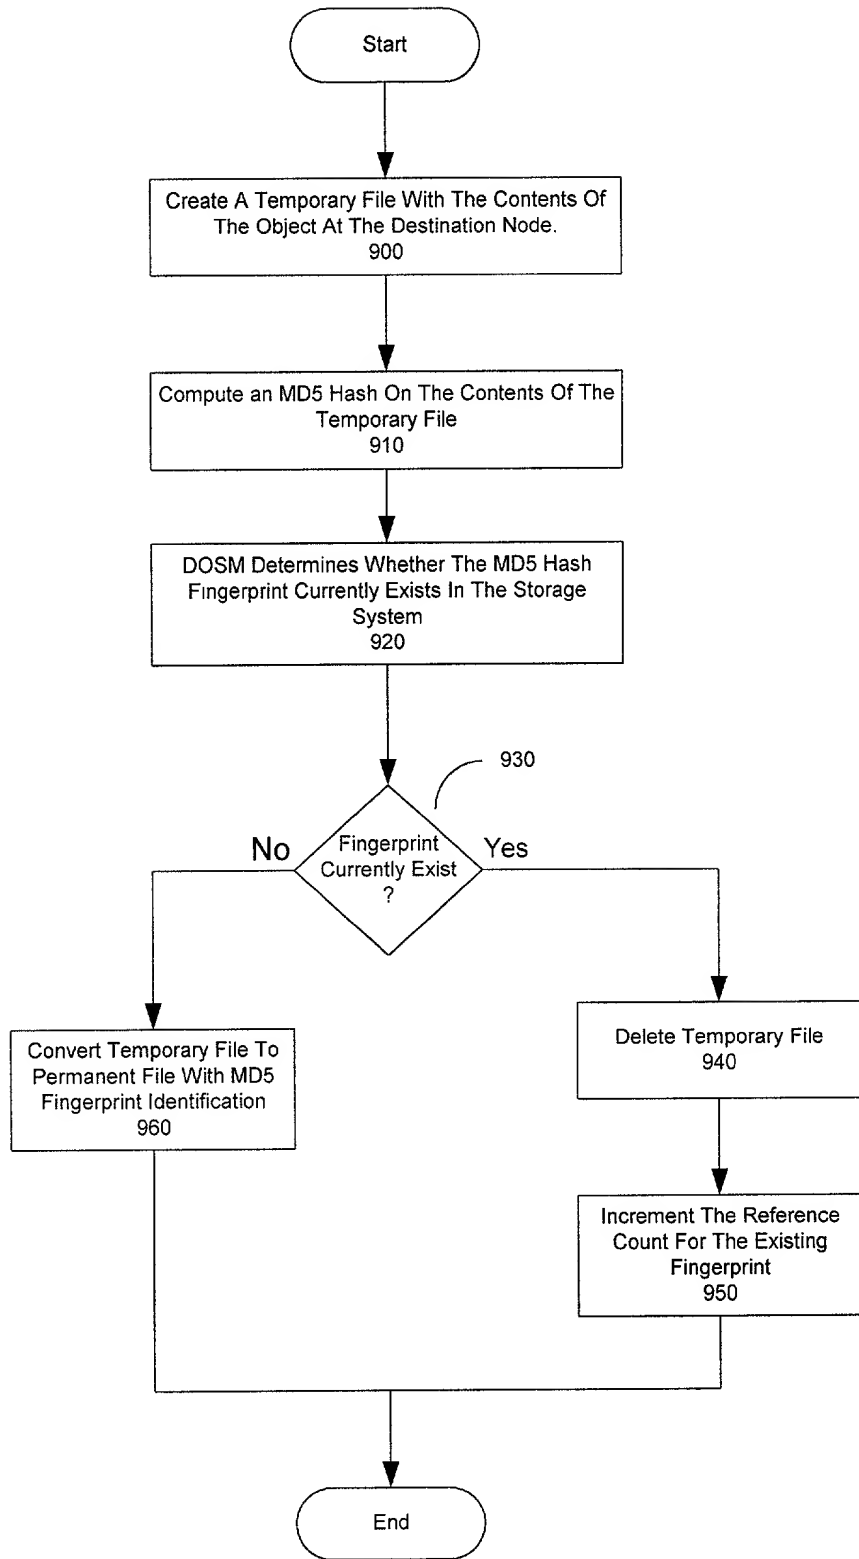 Start
Create A Temporary File With The Contents Of
The Object At The Destination Node.
900
Compute an MD5 Hash On The Contents Of The
Temporary File
910
DOSM Determines Whether The MD5 Hash
Fingerprint Currently Exists In The Storage
System
920
930
No
Fingerprint
Currently Exist
?
Yes
Convert Temporary File To
Permanent File With MD5
Fingerprint Identification
960
Delete Temporary File
940
Increment The Reference
Count For The Existing
Fingerprint
950
End